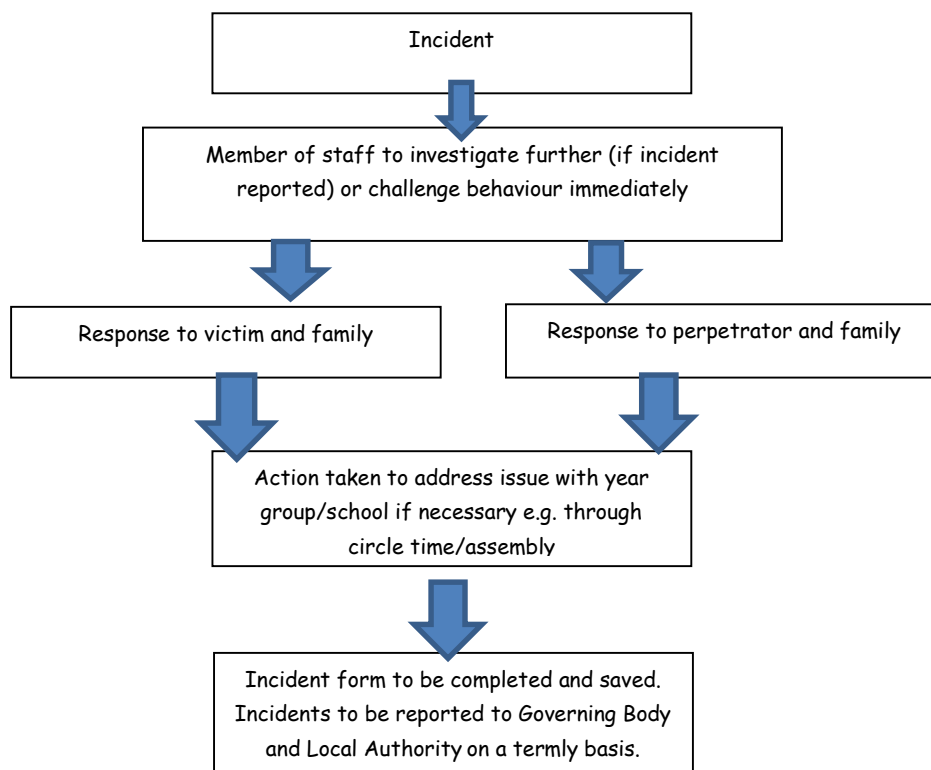 Incident
Member of staff to investigate further (if incident
reported) or challenge behaviour immediately
Response to victim and family
Response to perpetrator and family
Action taken to address issue with year
group/school if necessary e.g. through
circle time/assembly
Incident form to be completed and saved.
Incidents to be reported to Governing Body
and Local Authority on a termly basis.